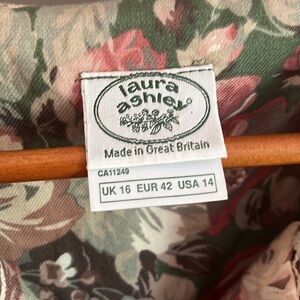 laura
ashley
Made in Great Britain
CA11249
UK 16 EUR 42 USA 14